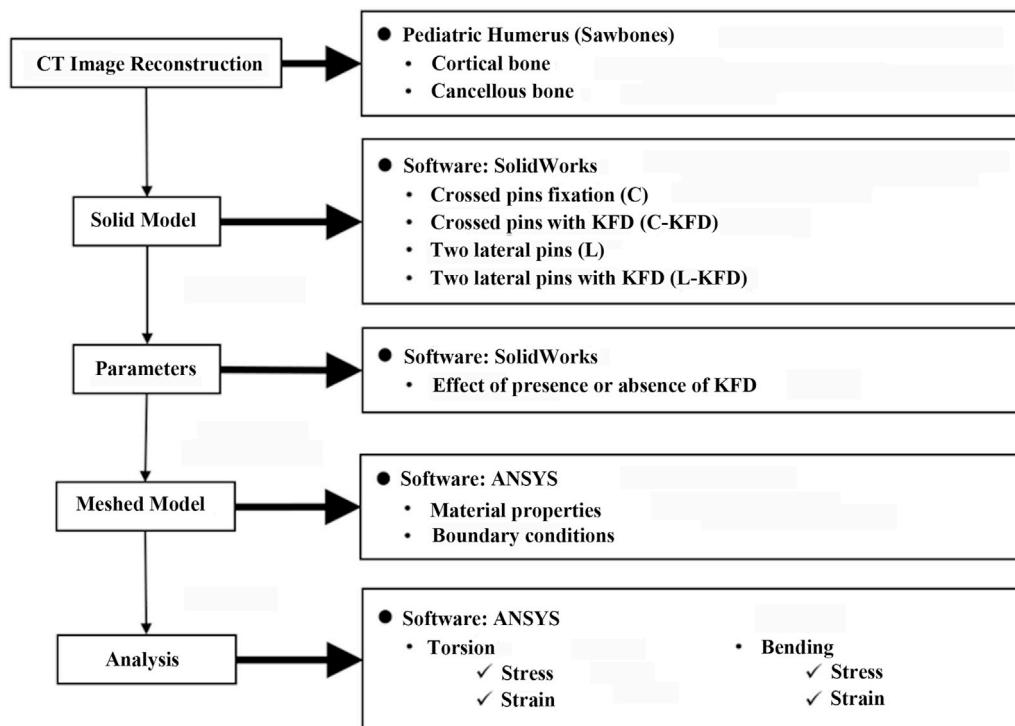 CT Image Reconstruction
● Pediatric Humerus (Sawbones)
• Cortical bone
• Cancellous bone
Solid Model
● Software: SolidWorks
• Crossed pins fixation (C)
• Crossed pins with KFD (C-KFD)
• Two lateral pins (L)
• Two lateral pins with KFD (L-KFD)
Parameters
● Software: SolidWorks
• Effect of presence or absence of KFD
Meshed Model
● Software: ANSYS
• Material properties
• Boundary conditions
Analysis
● Software: ANSYS
• Torsion
✓ Stress
✓ Strain
• Bending
✓ Stress
✓ Strain